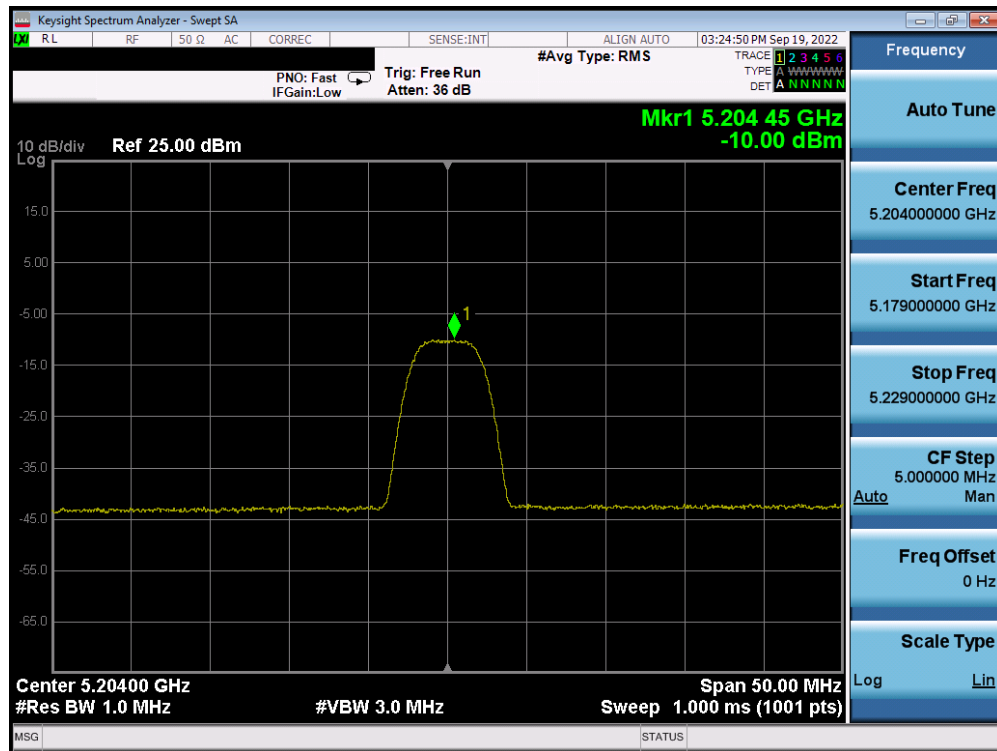 Keysight Spectrum Analyzer - Swept SA
LXI RL RF 50 Ω AC CORREC SENSE:INT ALIGN AUTO 03:24:50 PM Sep 19, 2022
Frequency
#Avg Type: RMS TRACE 1 2 3 4 5 6
PNO: Fast Trig: Free Run TYPE A WWWWW
IFGain:Low Atten: 36 dB DET A N N N N N
Auto Tune
Mkr1 5.204 45 GHz
-10.00 dBm
10 dB/div Ref 25.00 dBm
Log
15.0
5.00
-5.00
1
-15.0
-25.0
-35.0
-45.0
-55.0
-65.0
Center Freq
5.204000000 GHz
Start Freq
5.179000000 GHz
Stop Freq
5.229000000 GHz
CF Step
5.000000 MHz
Auto Man
Freq Offset
0 Hz
Scale Type
Log Lin
Center 5.20400 GHz Span 50.00 MHz
#Res BW 1.0 MHz #VBW 3.0 MHz Sweep 1.000 ms (1001 pts)
MSG STATUS